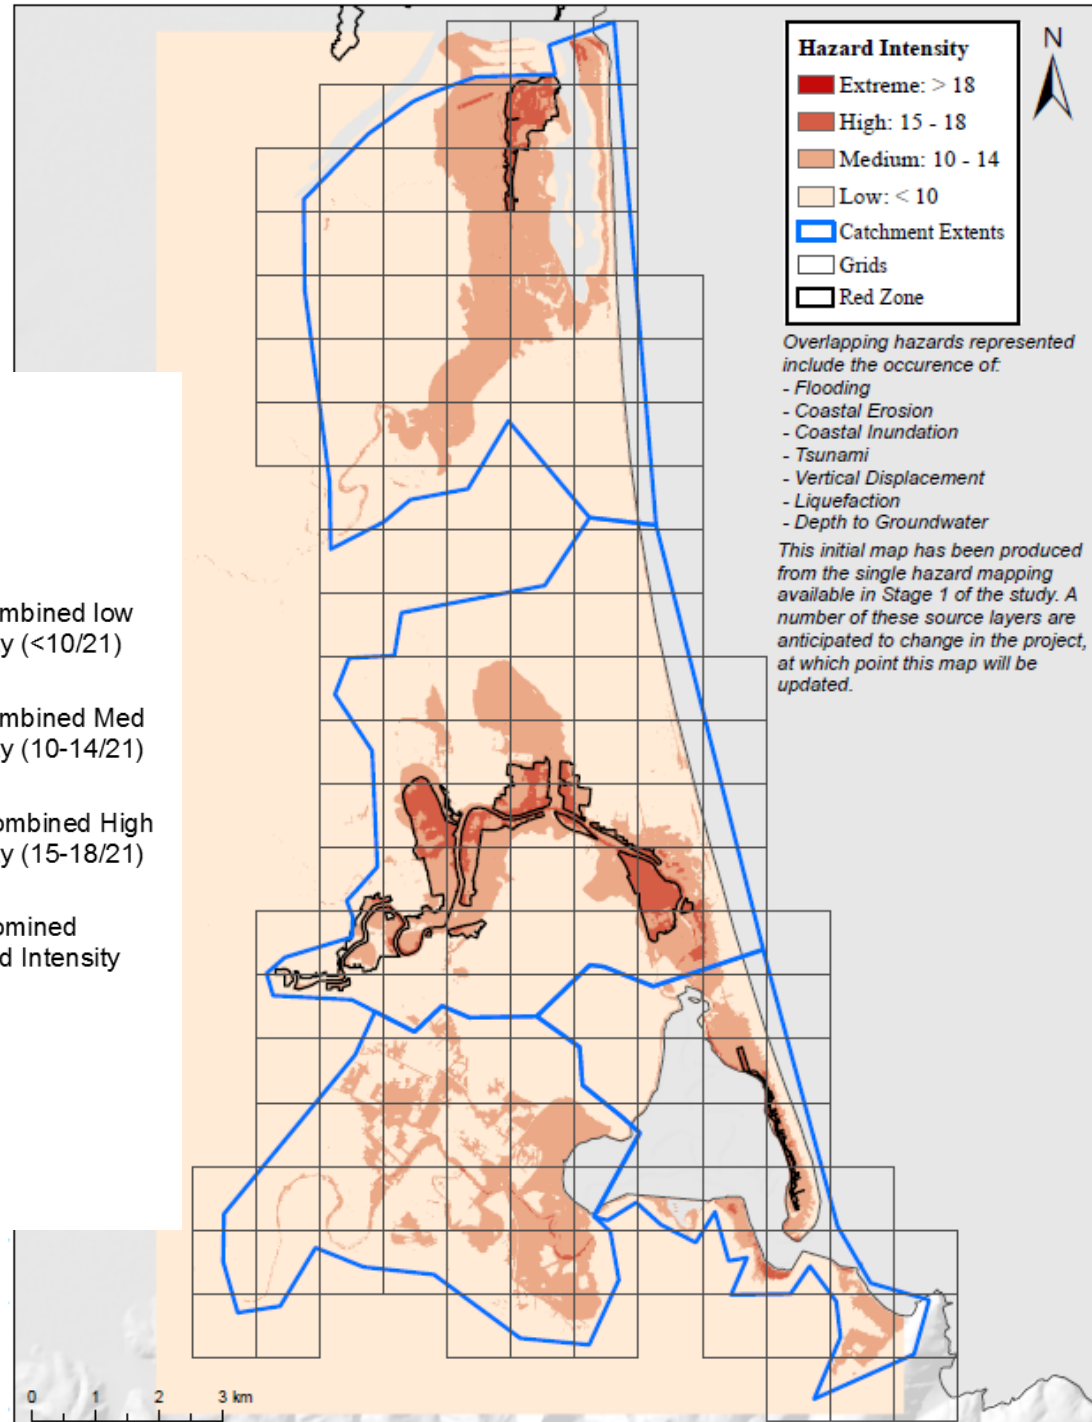 Hazard Intensity
Extreme: > 18
High: 15 - 18
Medium: 10 - 14
Low: < 10
Catchment Extents
Grids
Red Zone
N
Overlapping hazards represented
include the occurence of:
- Flooding
- Coastal Erosion
- Coastal Inundation
- Tsunami
- Vertical Displacement
- Liquefaction
- Depth to Groundwater
This initial map has been produced
from the single hazard mapping
available in Stage 1 of the study. A
number of these source layers are
anticipated to change in the project,
at which point this map will be
updated.
mbined low
y (<10/21)
mbined Med
y (10-14/21)
ombined High
y (15-18/21)
omined
d Intensity
0 1 2 3 km